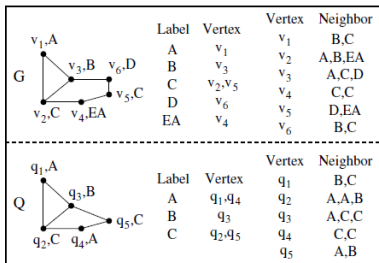 Label Vertex Vertex Neighbor
v1,A A v1 v1 B,C
v3,B v6,D B v3 v2 A,B,EA
G C v2,v5 v3 A,C,D
v5,C D v6 v4 C,C
v2,C v4,EA EA v4 v5 D,EA
v6 B,C
q1,A Label Vertex Vertex Neighbor
q3,B A q1,q4 q1 B,C
Q B q3 q2 A,A,B
q5,C C q2,q5 q3 A,C,C
q2,C q4,A q4 C,C
q5 A,B